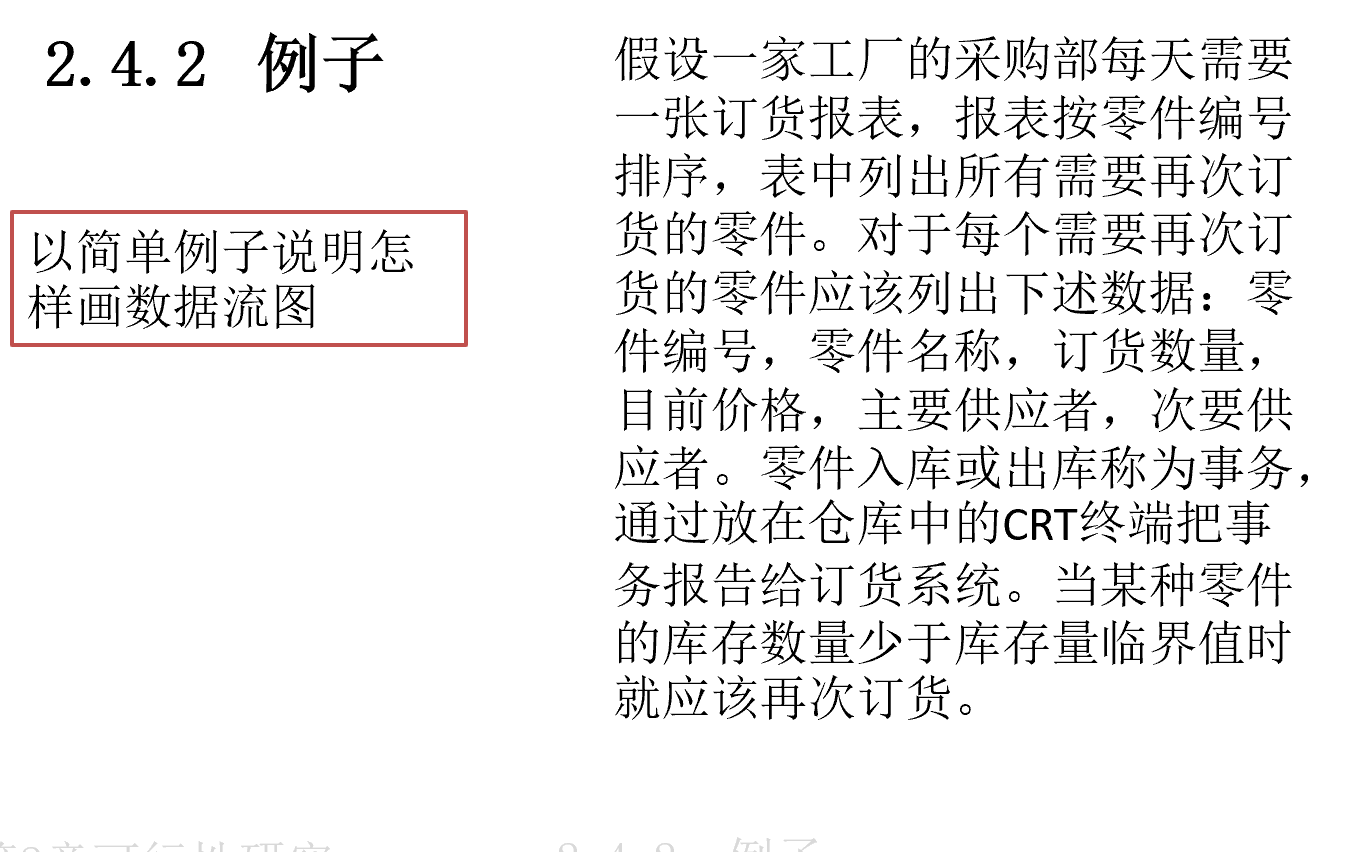 2.4.2 例子
以简单例子说明怎
样画数据流图
假设一家工厂的采购部每天需要
一张订货报表，报表按零件编号
排序，表中列出所有需要再次订
货的零件。对于每个需要再次订
货的零件应该列出下述数据：零
件编号，零件名称，订货数量，
目前价格，主要供应者，次要供
应者。零件入库或出库称为事务，
通过放在仓库中的CRT终端把事
务报告给订货系统。当某种零件
的库存数量少于库存量临界值时
就应该再次订货。
第2章可行性研究
2.4.2 例子